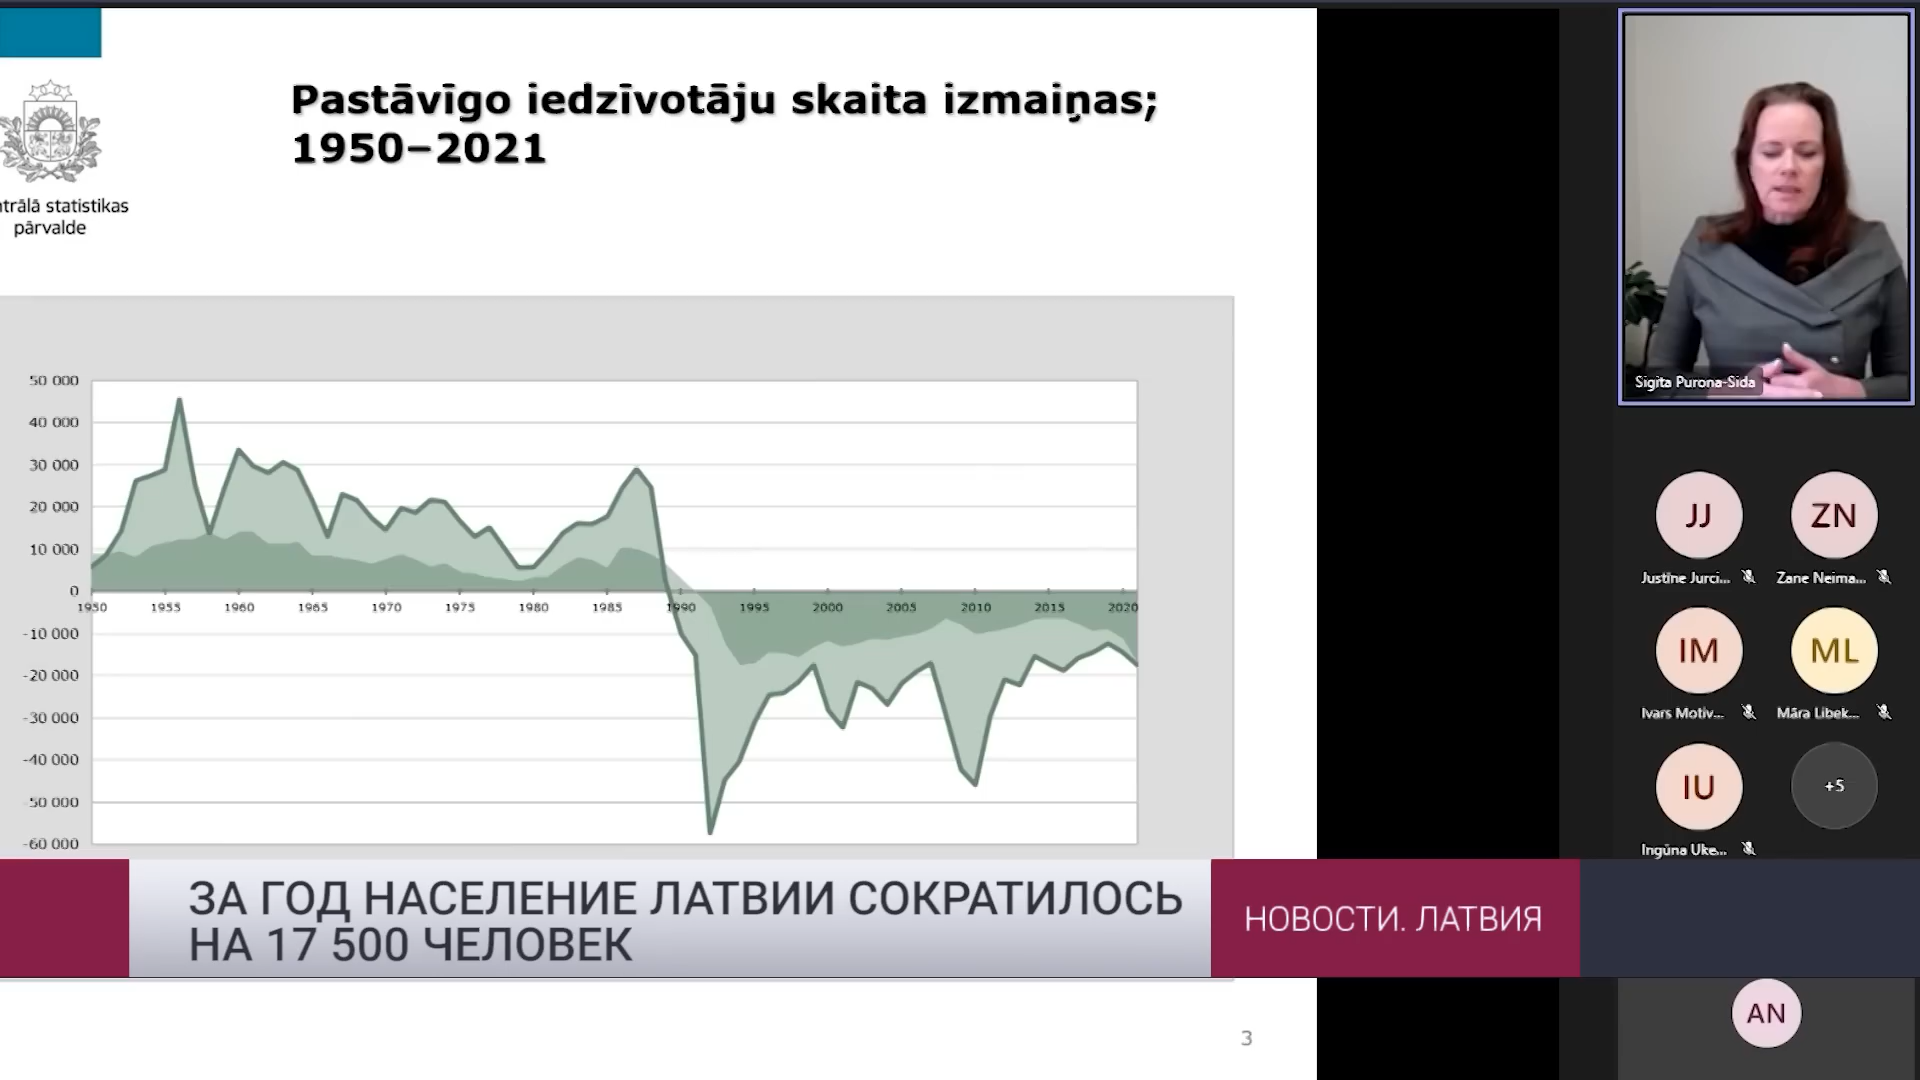 Pastāvīgo iedzīvotāju skaita izmaiņas;
1950–2021
ntrālā statistikas
pārvalde
50 000
40 000
30 000
20 000
10 000
0
1950 1955 1960 1965 1970 1975 1980 1985 1990 1995 2000 2005 2010 2015 2020
-10 000
-20 000
-30 000
-40 000
-50 000
-60 000
ЗА ГОД НАСЕЛЕНИЕ ЛАТВИИ СОКРАТИЛОСЬ
НА 17 500 ЧЕЛОВЕК
НОВОСТИ. ЛАТВИЯ
3
Sigita Purona-Sida
JJ ZN
Justīne Jurci... Zane Neima...
IM ML
Ivars Motiv... Māra Libek...
IU +5
Ingūna Uke...
AN